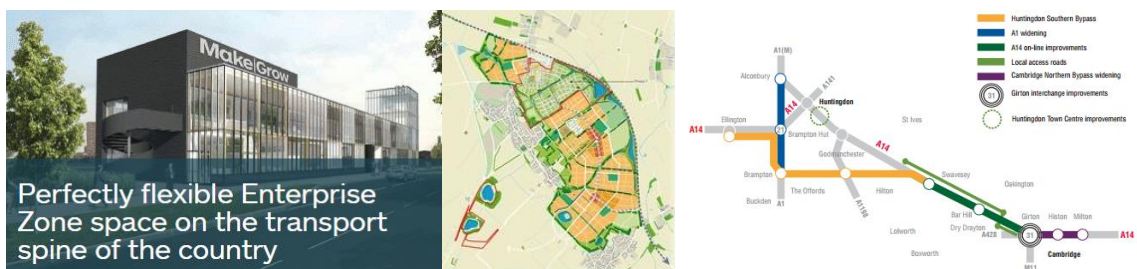 Make Grow
Perfectly flexible Enterprise
Zone space on the transport
spine of the country
Huntingdon Southern Bypass
A1 widening
A14 on-line improvements
Local access roads
Cambridge Northern Bypass widening
31
Girton interchange improvements
Huntingdon Town Centre improvements
A1(M)
Alconbury
A141
A14
Huntingdon
Ellington
A14
21
Brampton Hut
St Ives
A14
Godmanchester
Brampton
The Offords
Hilton
Swavesey
Oakington
Buckden
A1
A1198
Bar Hill
Lolworth
Dry Drayton
Girton
Histon
Milton
A428
31
A14
Boxworth
Cambridge
M11